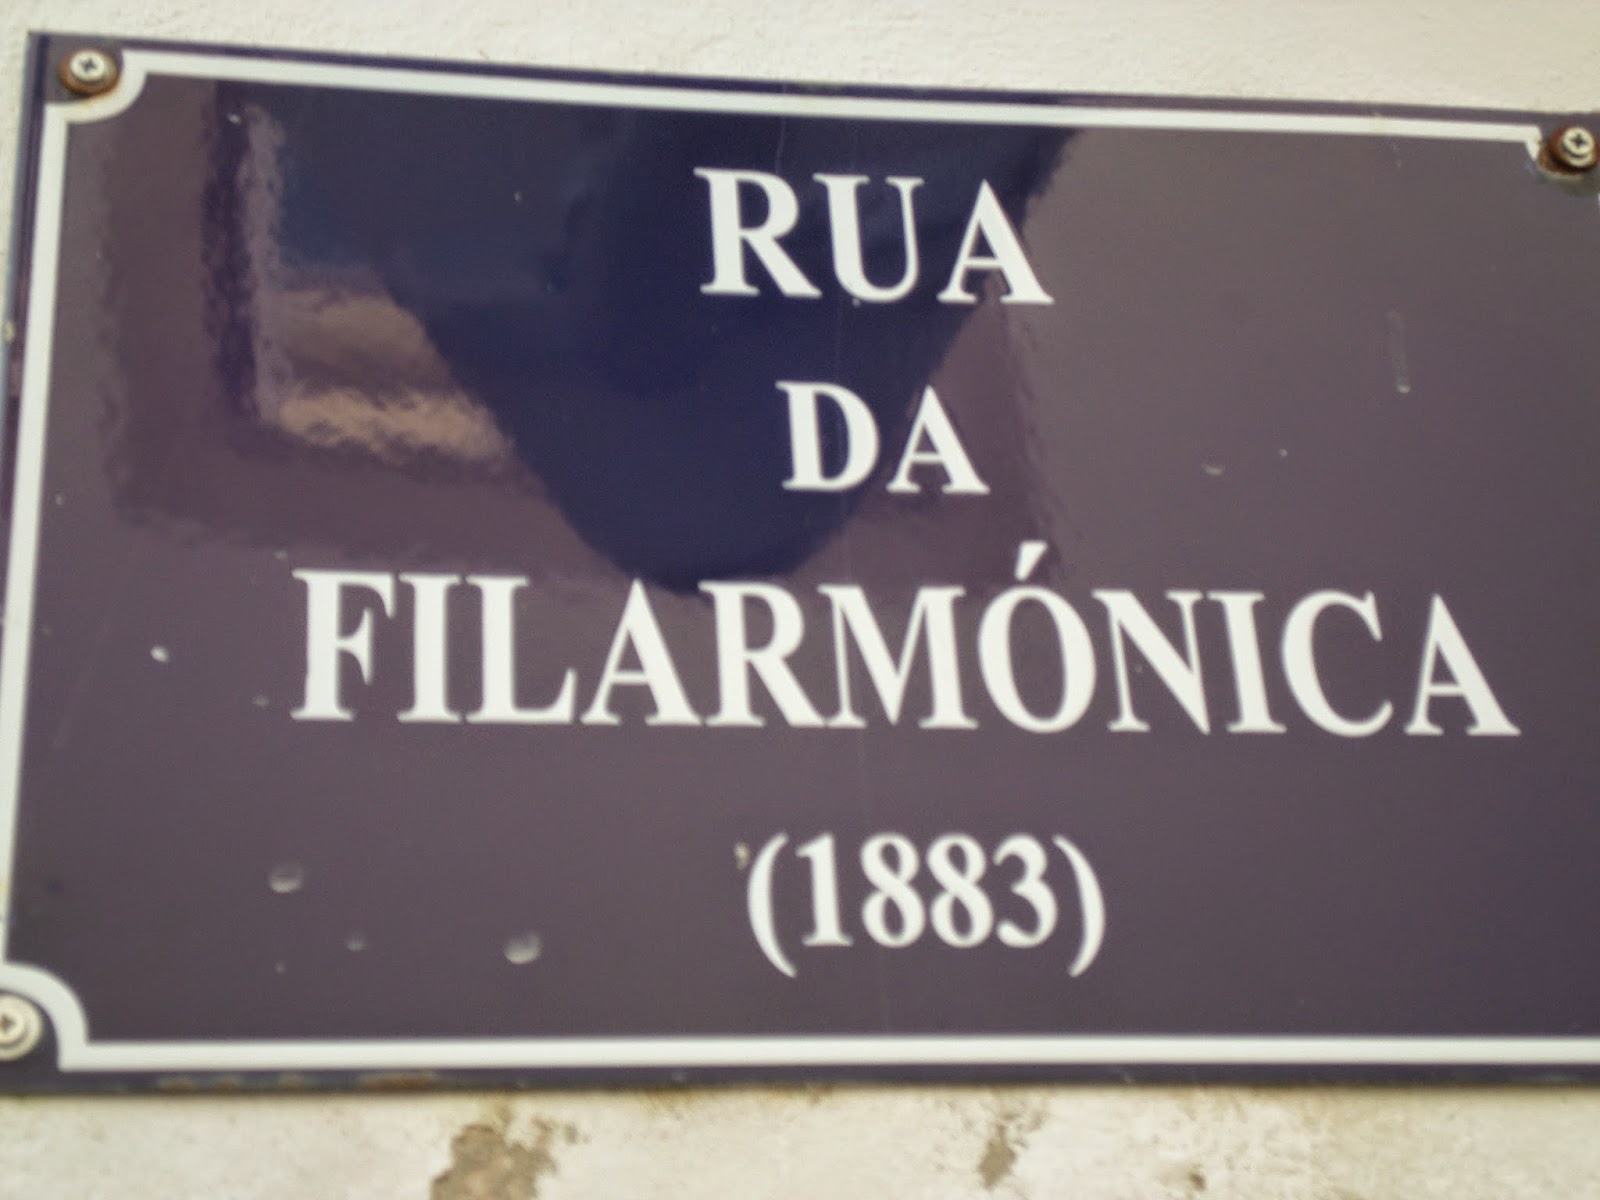 RUA
DA
FILARMÓNICA
(1883)